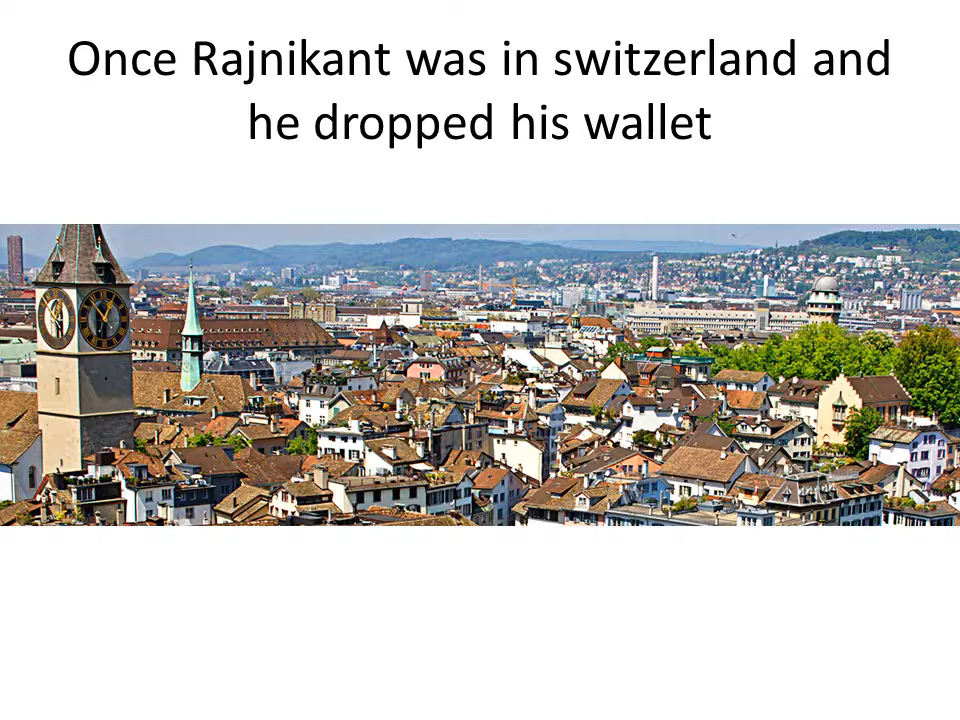 Once Rajnikant was in switzerland and
he dropped his wallet